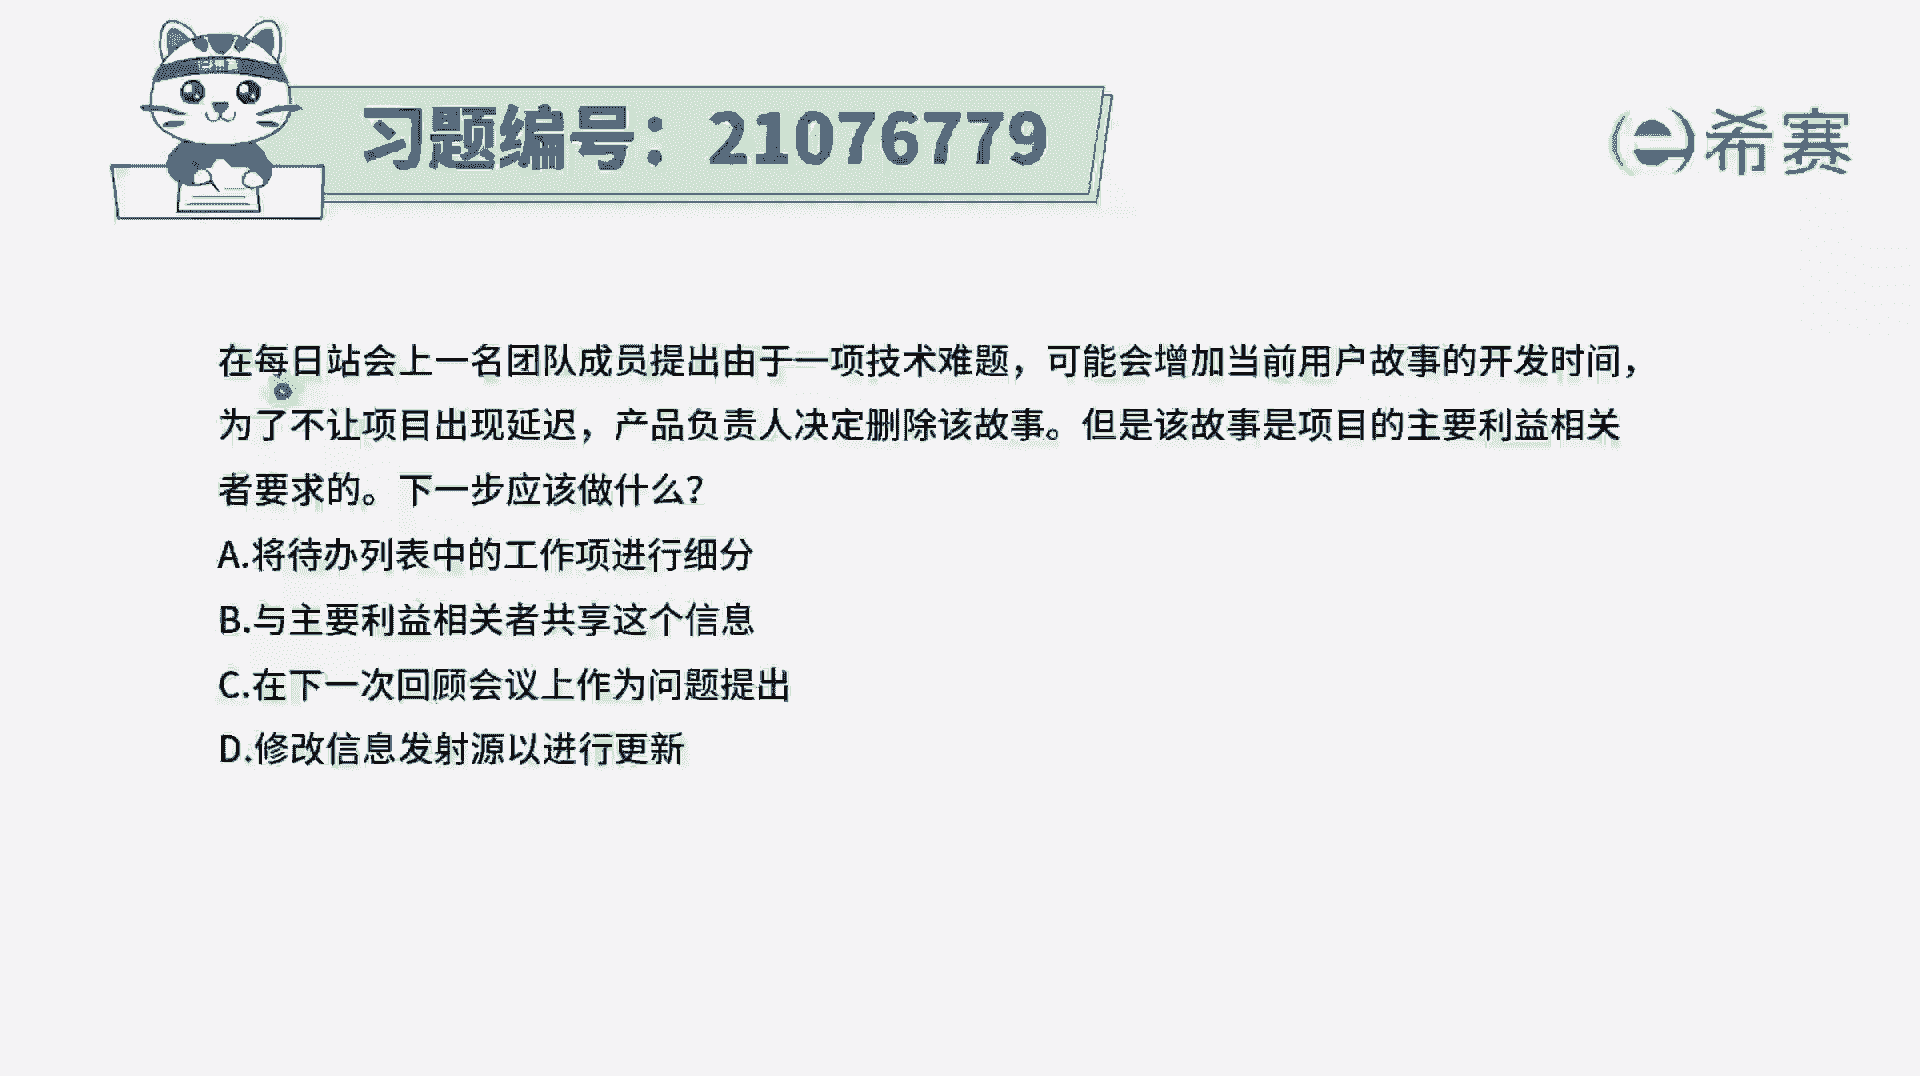 习题编号：21076779
希赛
在每日站会上一名团队成员提出由于一项技术难题，可能会增加当前用户故事的开发时间，
为了不让项目出现延迟，产品负责人决定删除该故事。但是该故事是项目的主要利益相关
者要求的。下一步应该做什么？
A.将待办列表中的工作项进行细分
B.与主要利益相关者共享这个信息
C.在下一次回顾会议上作为问题提出
D.修改信息发射源以进行更新